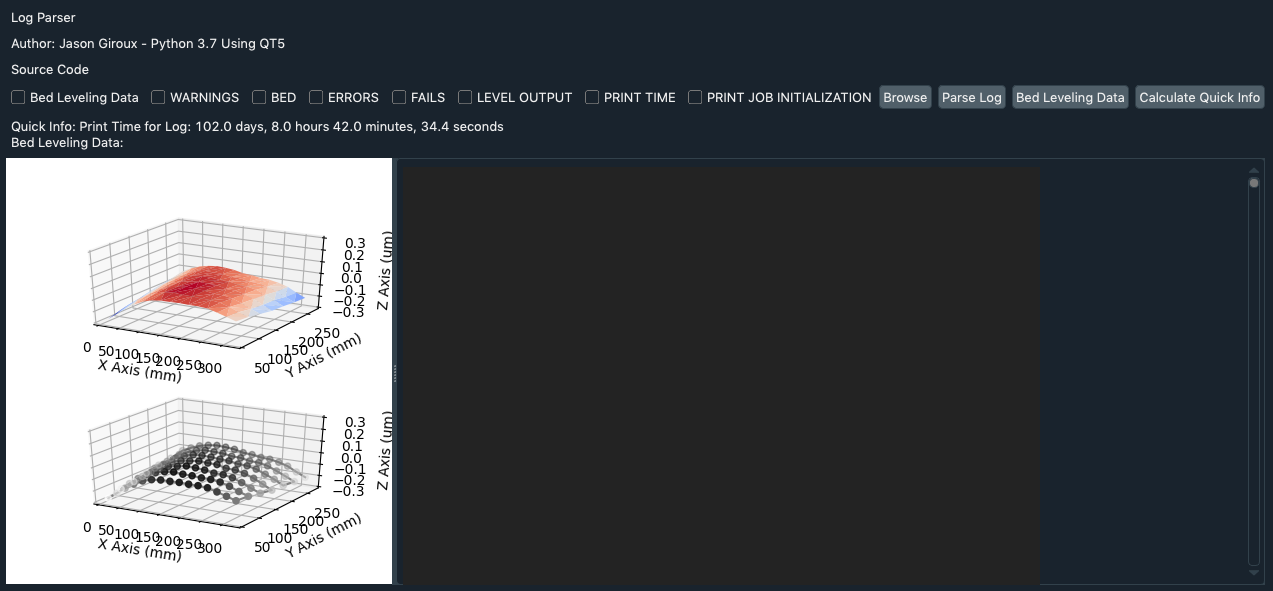 Log Parser
Author: Jason Giroux - Python 3.7 Using QT5
Source Code
Bed Leveling Data WARNINGS BED ERRORS FAILS LEVEL OUTPUT PRINT TIME PRINT JOB INITIALIZATION Browse Parse Log Bed Leveling Data Calculate Quick Info
Quick Info: Print Time for Log: 102.0 days, 8.0 hours 42.0 minutes, 34.4 seconds
Bed Leveling Data:
0.3
0.2
0.1
0.0
−0.1
−0.2
−0.3
Z Axis (um)
0 50 100 150 200 250 300
X Axis (mm)
50 100 150 200 250
Y Axis (mm)
0.3
0.2
0.1
0.0
−0.1
−0.2
−0.3
Z Axis (um)
0 50 100 150 200 250 300
X Axis (mm)
50 100 150 200 250
Y Axis (mm)